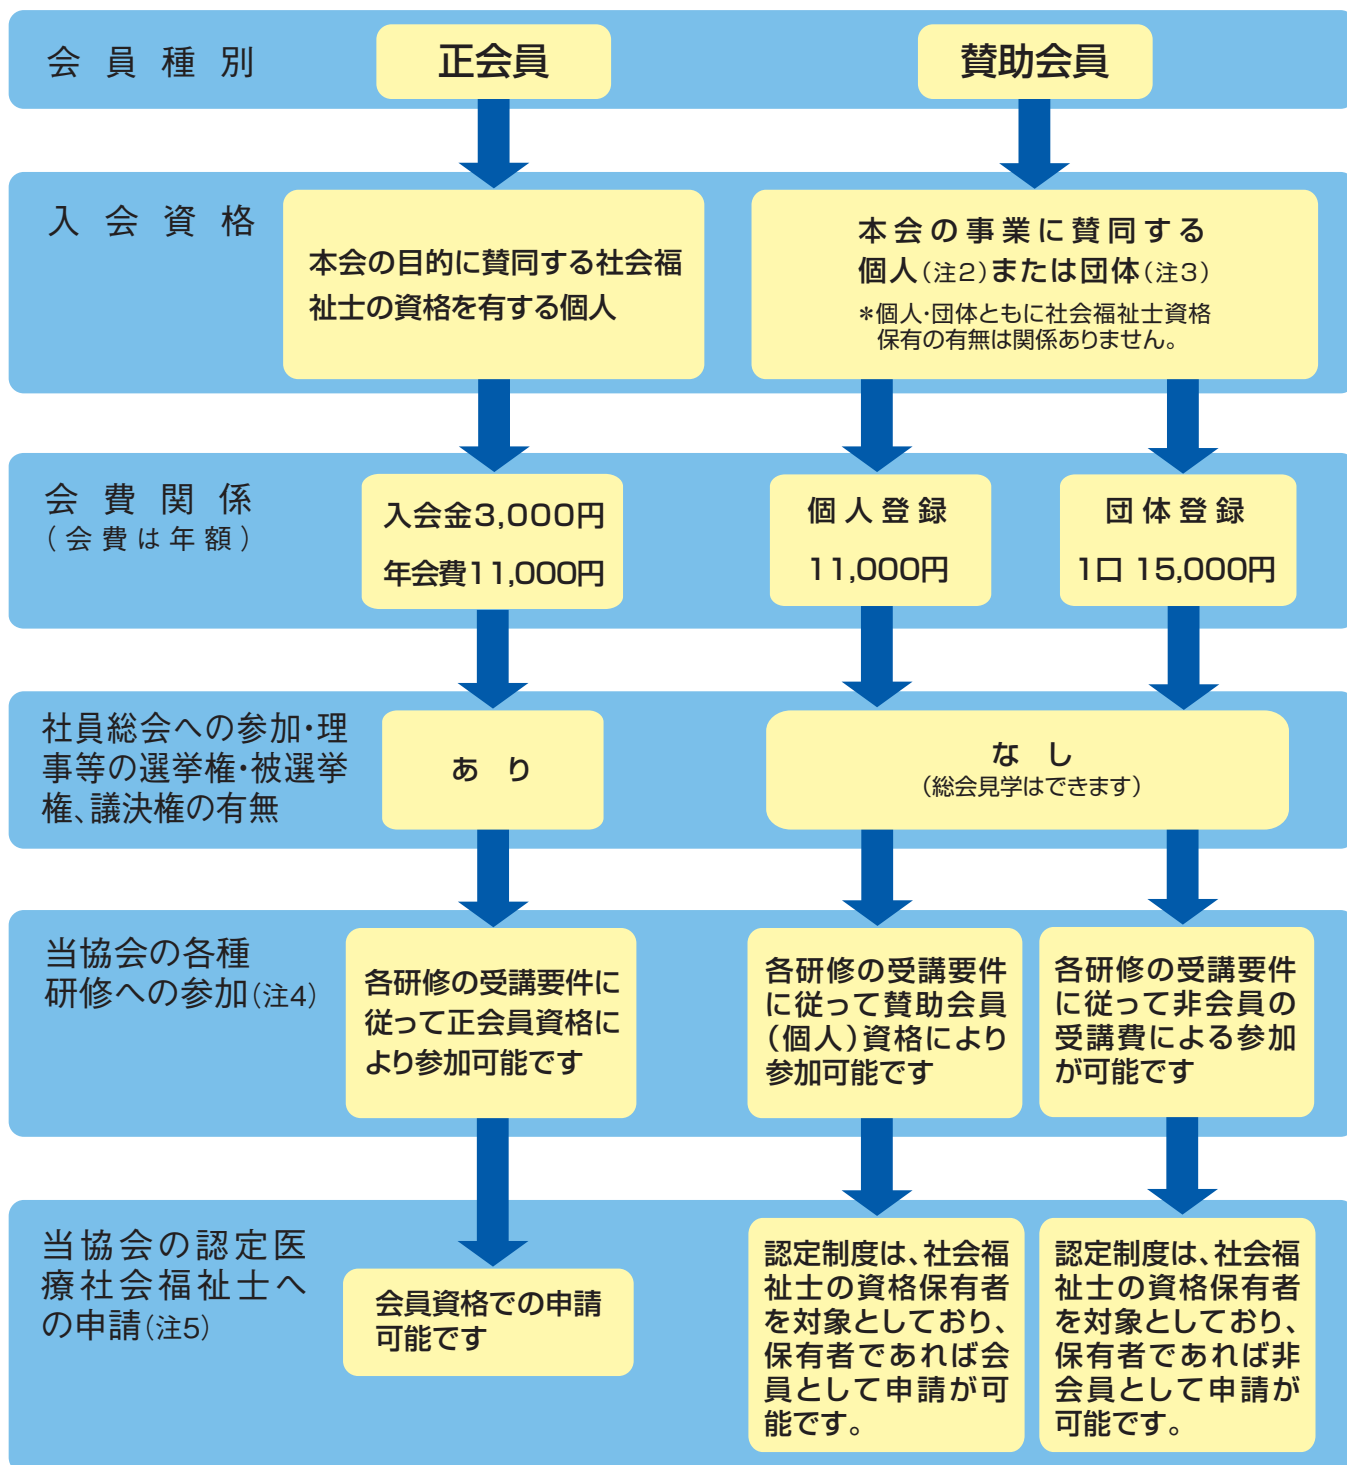 会員種別
正会員
賛助会員
入会資格
本会の目的に賛同する社会福
祉士の資格を有する個人
本会の事業に賛同する
個人(注2)または団体(注3)
*個人・団体ともに社会福祉士資格
保有の有無は関係ありません。
会費関係
(会費は年額)
入会金3,000円
年会費11,000円
個人登録
11,000円
団体登録
1口 15,000円
社員総会への参加・理
事等の選挙権・被選挙
権、議決権の有無
あり
なし
(総会見学はできます)
当協会の各種
研修への参加(注4)
各研修の受講要件に
従って正会員資格に
より参加可能です
各研修の受講要件
に従って賛助会員
(個人)資格により
参加可能です
各研修の受講要件
に従って非会員の
受講費による参加
が可能です
当協会の認定医
療社会福祉士へ
の申請(注5)
会員資格での申請
可能です
認定制度は、社会福
祉士の資格保有者
を対象としており、
保有者であれば会
員として申請が可
能です。
認定制度は、社会福
祉士の資格保有者
を対象としており、
保有者であれば非
会員として申請が
可能です。